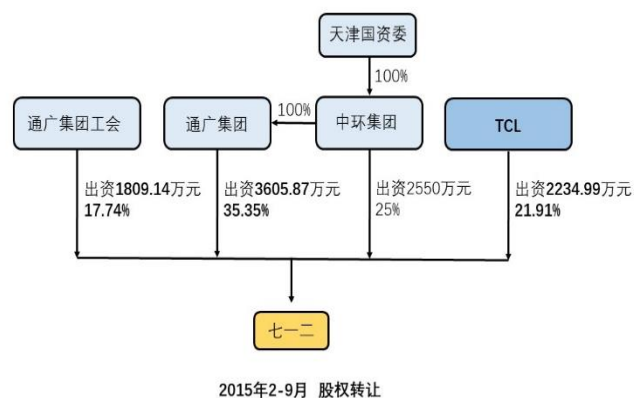 天津国资委
100%
通广集团工会
通广集团
100%
中环集团
TCL
出资1809.14万元
17.74%
出资3605.87万元
35.35%
出资2550万元
25%
出资2234.99万元
21.91%
七一二
2015年2-9月 股权转让